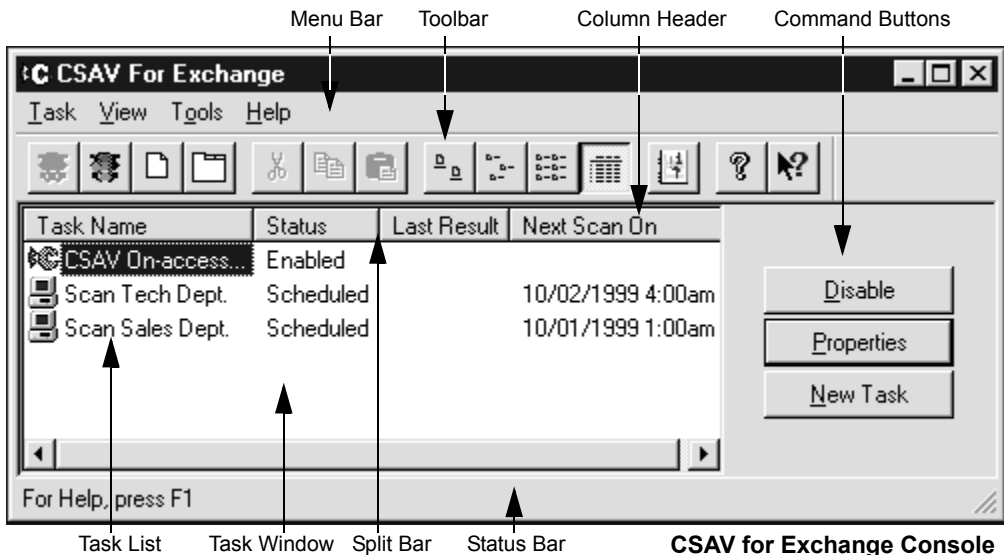 Menu Bar Toolbar Column Header Command Buttons
CSAV For Exchange
Task View Tools Help
Task Name Status Last Result Next Scan On
CSAV On-access... Enabled
Scan Tech Dept. Scheduled 10/02/1999 4:00am
Scan Sales Dept. Scheduled 10/01/1999 1:00am
Disable
Properties
New Task
For Help, press F1
Task List Task Window Split Bar Status Bar
CSAV for Exchange Console